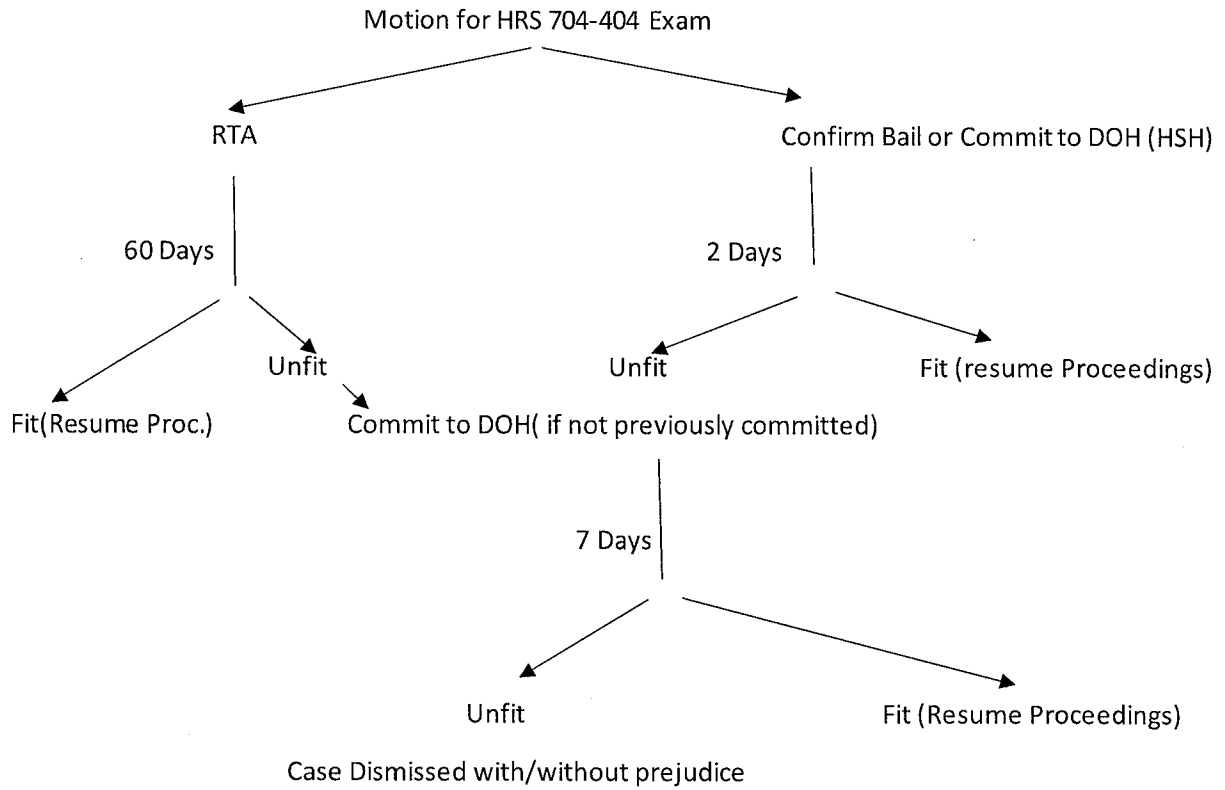 Motion for HRS 704-404 Exam
RTA
Confirm Bail or Commit to DOH (HSH)
60 Days
2 Days
Unfit
Unfit
Fit (resume Proceedings)
Fit(Resume Proc.)
Commit to DOH( if not previously committed)
7 Days
Unfit
Fit (Resume Proceedings)
Case Dismissed with/without prejudice